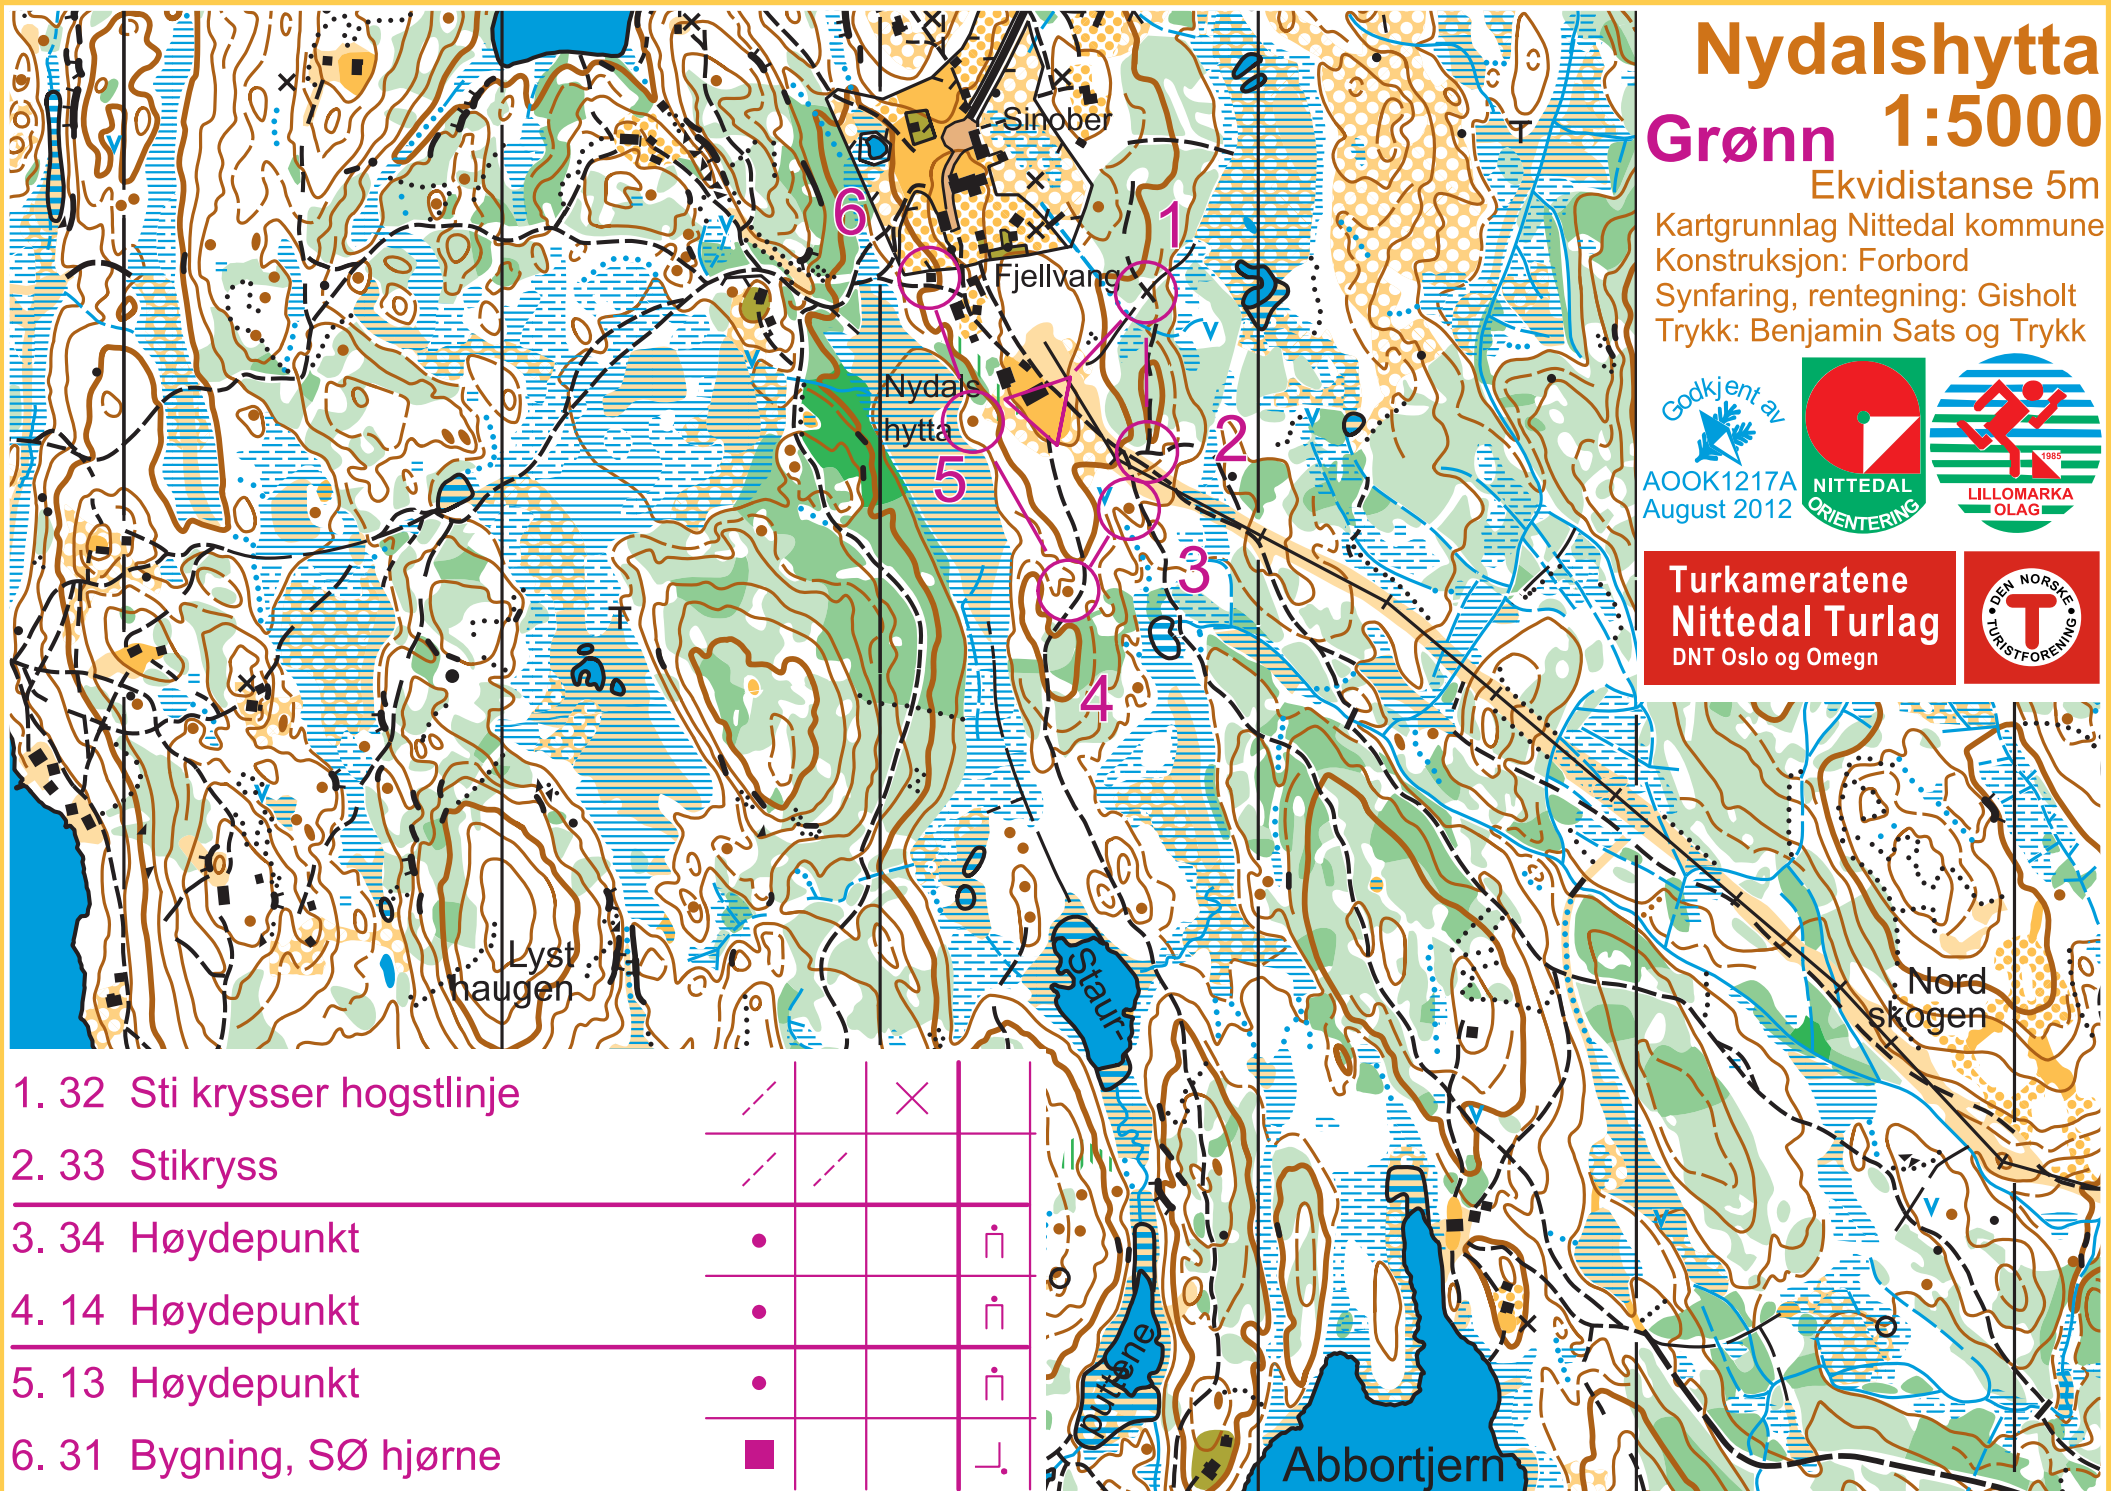 Nydalshytta
Grønn 1:5000
Ekvidistanse 5m
Kartgrunnlag Nittedal kommune
Konstruksjon: Forbord
Synfaring, rentegning: Gisholt
Trykk: Benjamin Sats og Trykk
Godkjent av
AOOK1217A
August 2012
NITTEDAL
ORIENTERING
1985
LILLOMARKA
OLAG
Turkameratene
Nittedal Turlag
DNT Oslo og Omegn
DEN NORSKE
TURISTFORENING
T
Sinober
6
1
Fjellvang
Nydals
hytta
2
5
3
4
T
T
Lyst
haugen
Staur-
puttene
Nord
skogen
Abbortjern
1. 32 Sti krysser hogstlinje
2. 33 Stikryss
3. 34 Høydepunkt
4. 14 Høydepunkt
5. 13 Høydepunkt
6. 31 Bygning, SØ hjørne